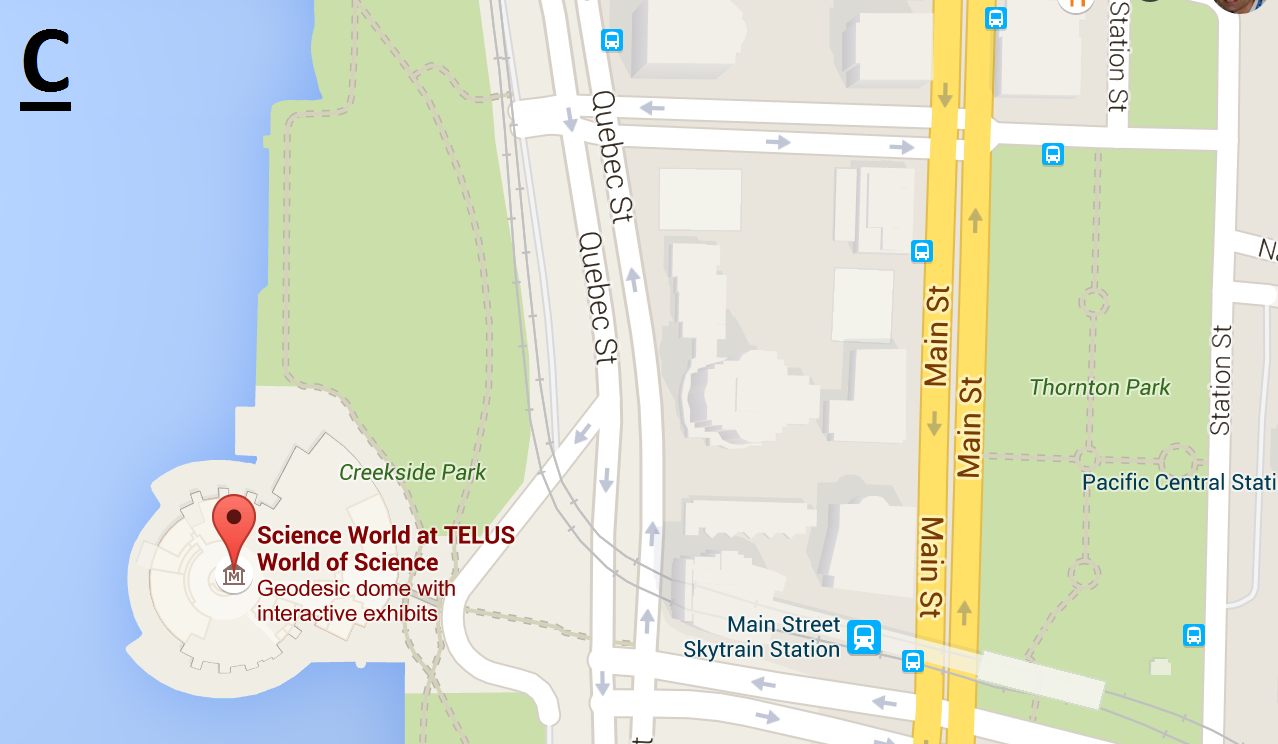 C
Station St
Quebec St
Quebec St
Main St
Main St
Thornton Park
Station St
Creekside Park
Pacific Central Stati
Science World at TELUS
World of Science
Geodesic dome with
interactive exhibits
Main St
Main Street
Skytrain Station